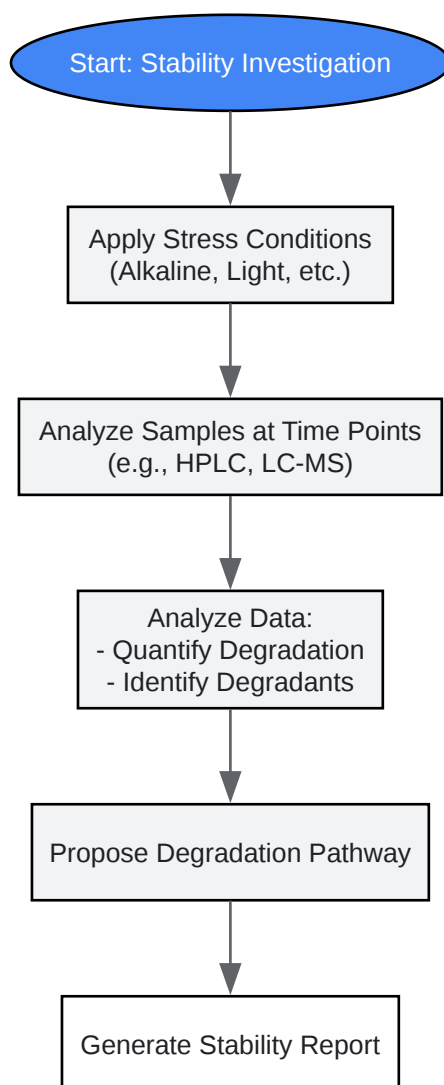 Start: Stability Investigation
Apply Stress Conditions
(Alkaline, Light, etc.)
Analyze Samples at Time Points
(e.g., HPLC, LC-MS)
Analyze Data:
- Quantify Degradation
- Identify Degradants
Propose Degradation Pathway
Generate Stability Report